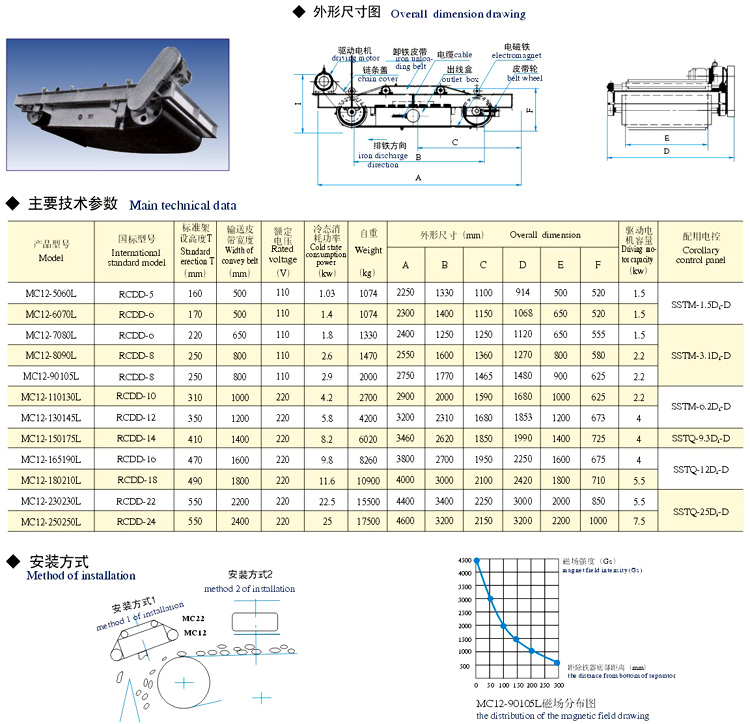 ◆ 外形尺寸图 Overall dimension drawing
驱动电机
driving motor
卸铁皮带
iron unloa-
ding belt
电缆cable
电磁铁
electromagnet
链条盖
chain cover
出线盒
outlet box
皮带轮
belt wheel
I
F
排铁方向
iron discharge
direction
C
B
A
E
D
◆ 主要技术参数 Main technical data
产品型号 Model
国标型号 International standard model
标准架设高度T Standard erection T (mm)
输送皮带宽度 Width of convey belt (mm)
额定电压 Rated voltage (V)
冷态消耗功率 Cold state consumption power (kw)
自重 Weight (kg)
外形尺寸 (mm) Overall dimension
A B C D E F
驱动电机容量 Driving mo-tor capacity (kw)
配用电控 Corollary control panel
MC12-5060L RCDD-5 160 500 110 1.03 1074 2250 1330 1100 914 500 520 1.5
SSTM-1.5D₆-D
MC12-6070L RCDD-6 170 500 110 1.4 1074 2300 1400 1150 1068 650 520 1.5
MC12-7080L RCDD-6 220 650 110 1.8 1330 2400 1250 1250 1120 650 555 1.5
MC12-8090L RCDD-8 250 800 110 2.6 1470 2550 1600 1360 1270 800 580 2.2
SSTM-3.1D₆-D
MC12-90105L RCDD-8 250 800 110 2.9 2000 2750 1770 1465 1480 900 625 2.2
MC12-110130L RCDD-10 310 1000 220 4.2 2700 2900 2000 1590 1680 1000 625 2.2
SSTM-6.2D₆-D
MC12-130145L RCDD-12 350 1200 220 5.8 4200 3200 2310 1680 1853 1200 673 4
MC12-150175L RCDD-14 410 1400 220 8.2 6020 3460 2620 1850 1990 1400 725 4 SSTQ-9.3D₆-D
MC12-165190L RCDD-16 470 1600 220 9.8 8260 3800 2700 1950 2250 1600 675 4
SSTQ-12D₆-D
MC12-180210L RCDD-18 490 1800 220 11.6 10900 4000 3000 2100 2420 1800 710 5.5
MC12-230230L RCDD-22 550 2200 220 22.5 15500 4400 3400 2250 3000 2000 850 5.5
SSTQ-25D₆-D
MC12-250250L RCDD-24 550 2400 220 25 17500 4600 3200 2150 3200 2200 1000 7.5
◆ 安装方式
Method of installation
安装方式1
method 1 of installation
MC22
MC12
安装方式2
method 2 of installation
4500
4000
3500
3000
2500
2000
1500
1000
500
0 50 100 150 200 250 300
磁场强度 (Gs)
magnet field intensity (Gs)
距除铁器底部距离 (mm)
the distance from bottom of separator
MC12-90105L磁场分布图
the distribution of the magnetic field drawing